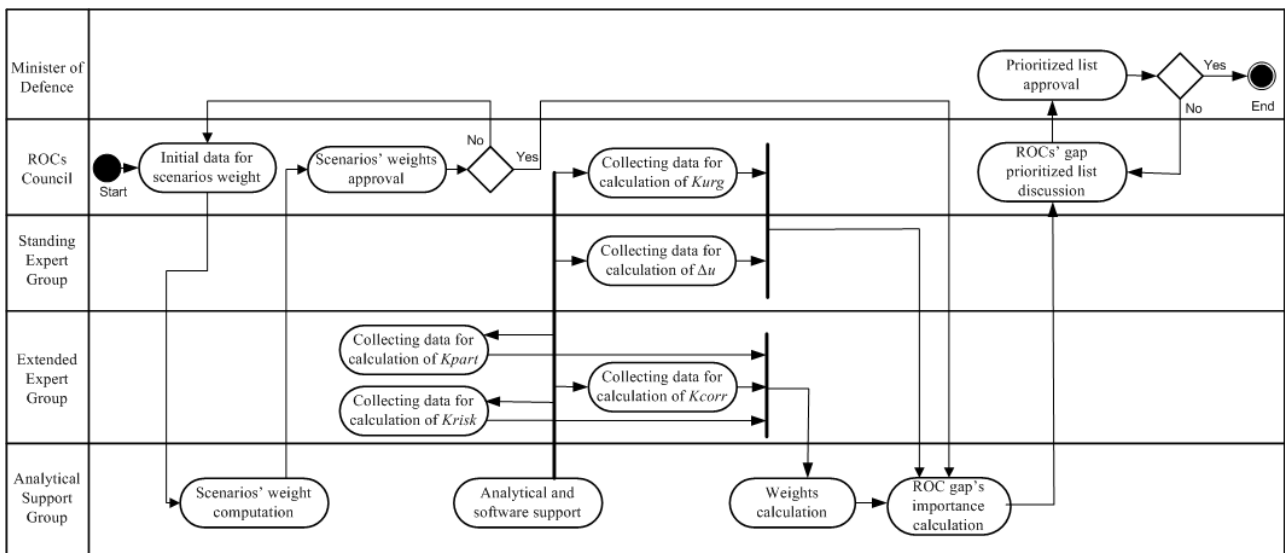 Minister of
Defence
Prioritized list
approval
Yes
No
End
ROCs
Council
Start
Initial data for
scenarios weight
Scenarios’ weights
approval
No
Yes
Collecting data for
calculation of Kurg
ROCs’ gap
prioritized list
discussion
Standing
Expert
Group
Collecting data for
calculation of Δu
Extended
Expert
Group
Collecting data for
calculation of Kpart
Collecting data for
calculation of Kcorr
Collecting data for
calculation of Krisk
Analytical
Support
Group
Scenarios’ weight
computation
Analytical and
software support
Weights
calculation
ROC gap’s
importance
calculation